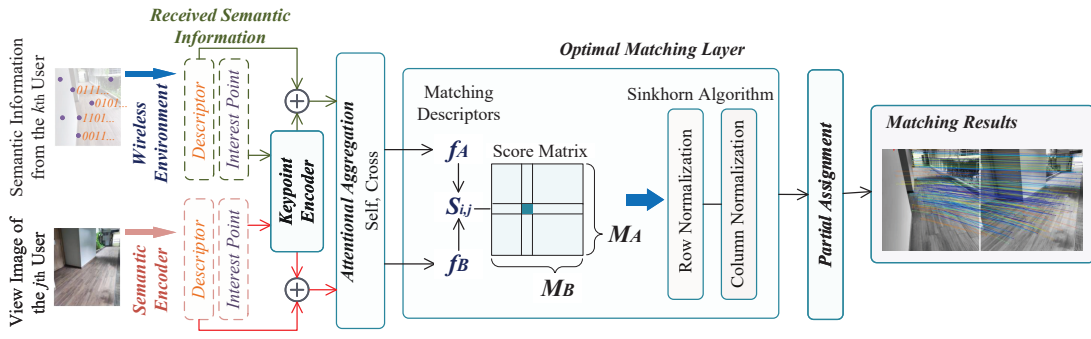 Semantic Information
from the kth User
0111...
0101...
1101...
0011...
Wireless
Environment
Received Semantic
Information
Descriptor
Interest Point
View Image of
the jth User
Semantic
Encoder
Descriptor
Interest Point
Keypoint
Encoder
Attentional Aggregation
Self, Cross
Optimal Matching Layer
Matching
Descriptors
fA
Si,j
fB
Score Matrix
MA
MB
Sinkhorn Algorithm
Row Normalization
Column Normalization
Partial Assignment
Matching Results